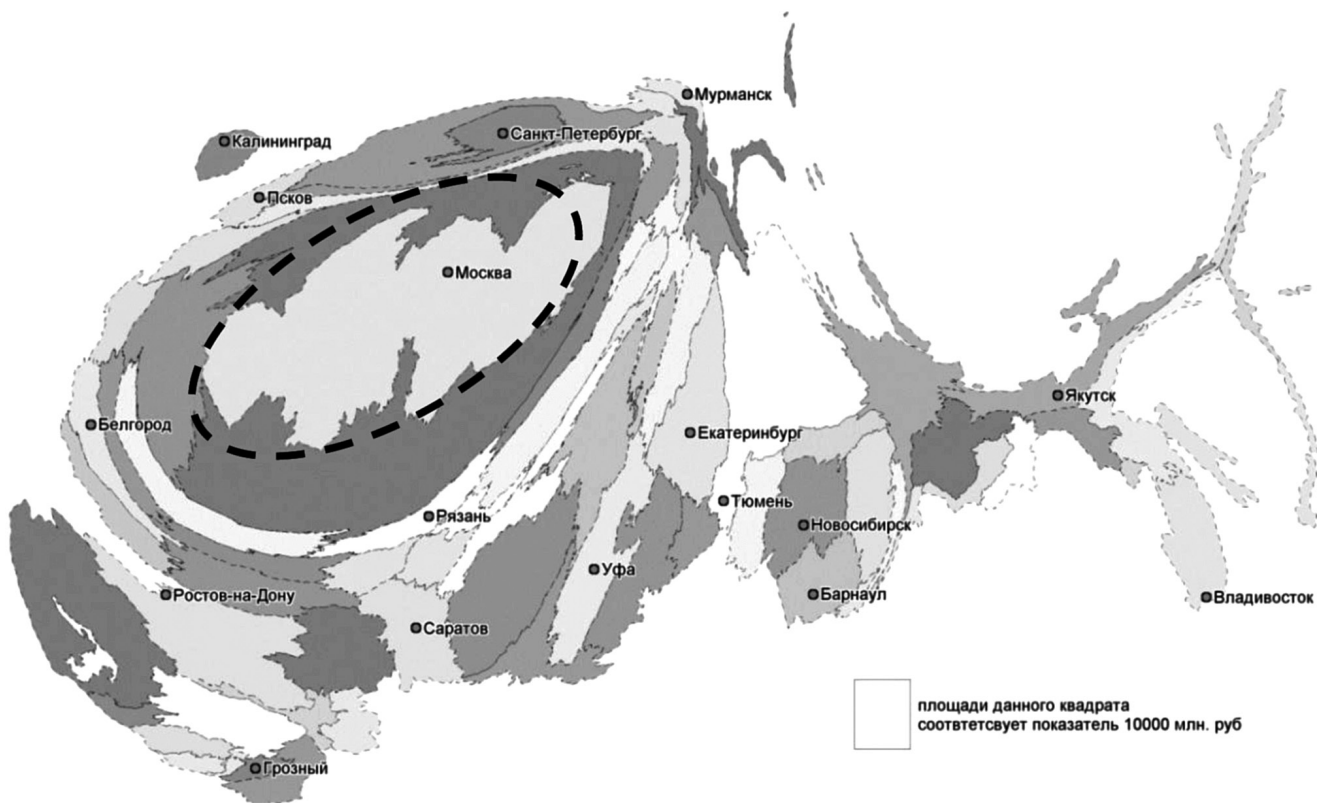 Мурманск
Санкт-Петербург
Калининград
Псков
Москва
Якутск
Белгород
Екатеринбург
Тюмень
Рязань
Новосибирск
Уфа
Ростов-на-Дону
Барнаул
Владивосток
Саратов
площади данного квадрата
соответсвует показатель 10000 млн. руб
Грозный